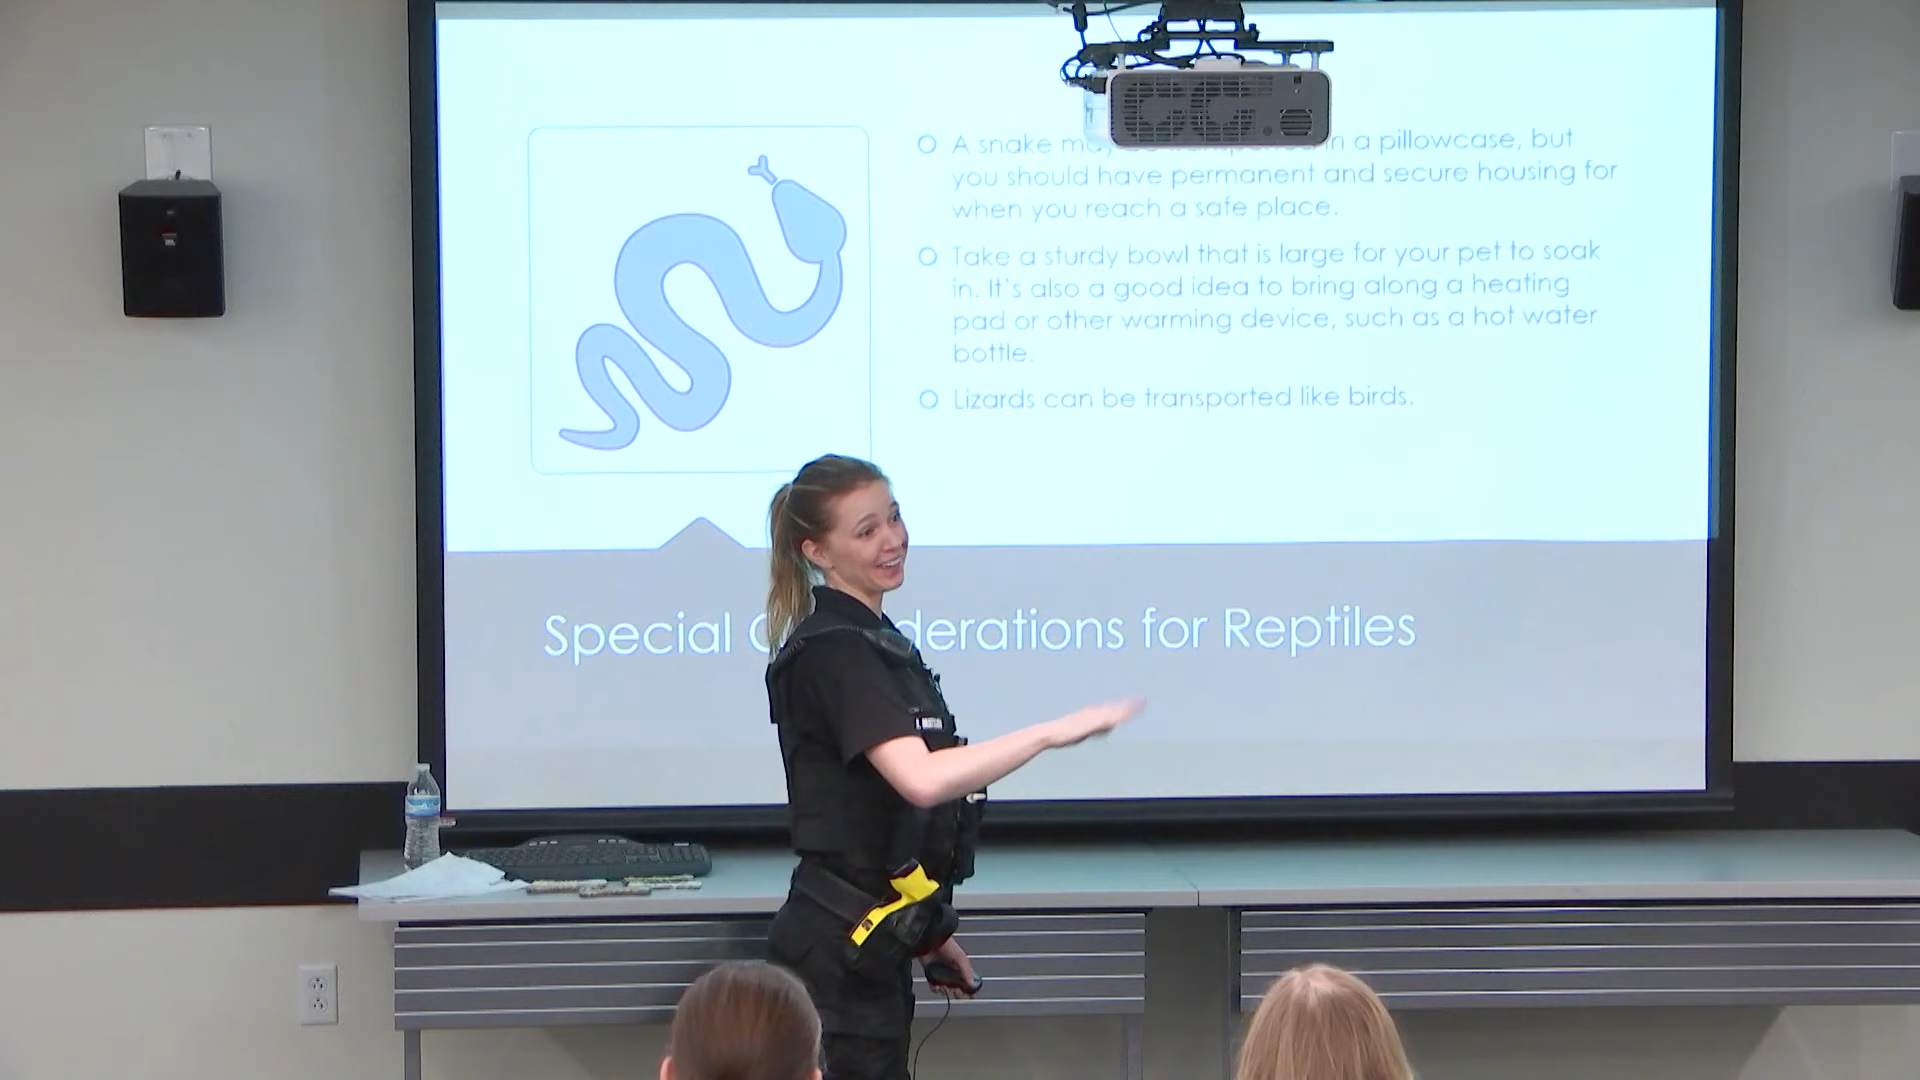 O A snake may in a pillowcase, but
you should have permanent and secure housing for
when you reach a safe place.
O Take a sturdy bowl that is large for your pet to soak
in. It's also a good idea to bring along a heating
pad or other warming device, such as a hot water
bottle.
O Lizards can be transported like birds.
Special derations for Reptiles